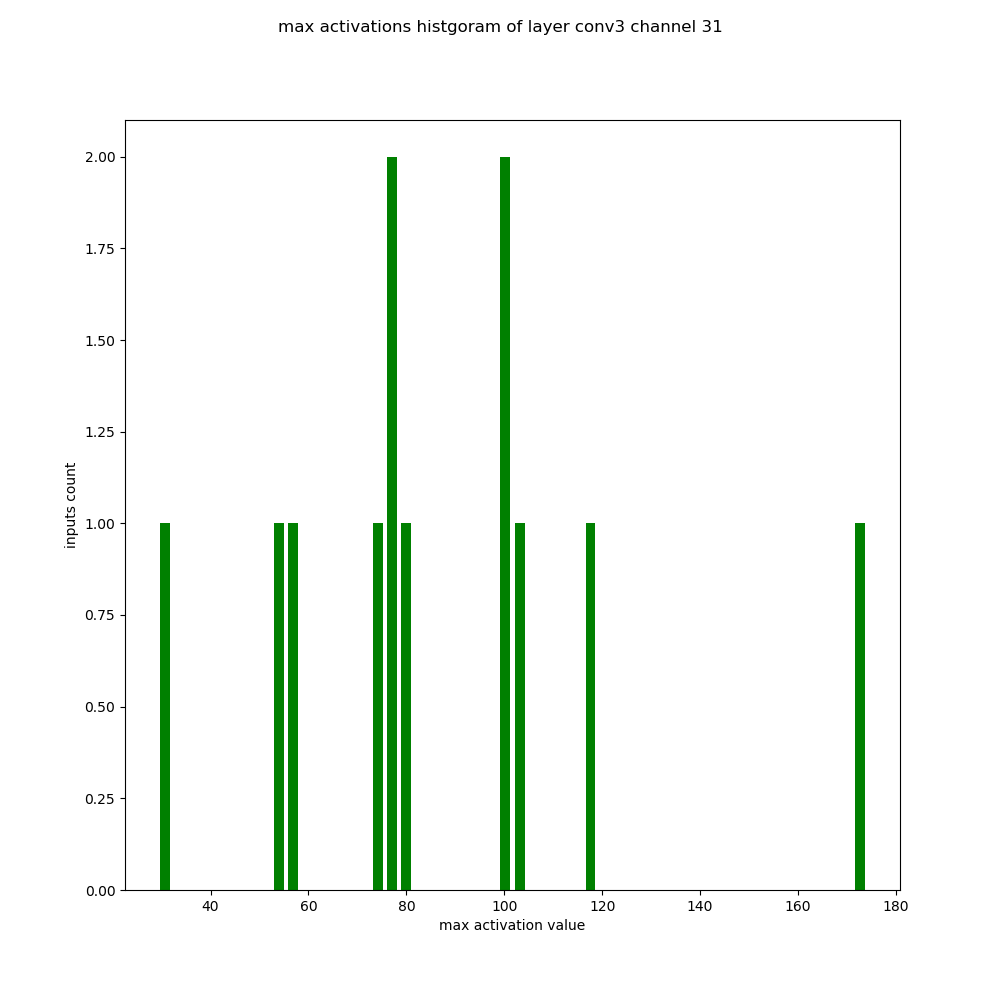 max activations histgoram of layer conv3 channel 31
2.00
1.75
1.50
1.25
1.00
0.75
0.50
0.25
0.00
inputs count
40 60 80 100 120 140 160 180
max activation value